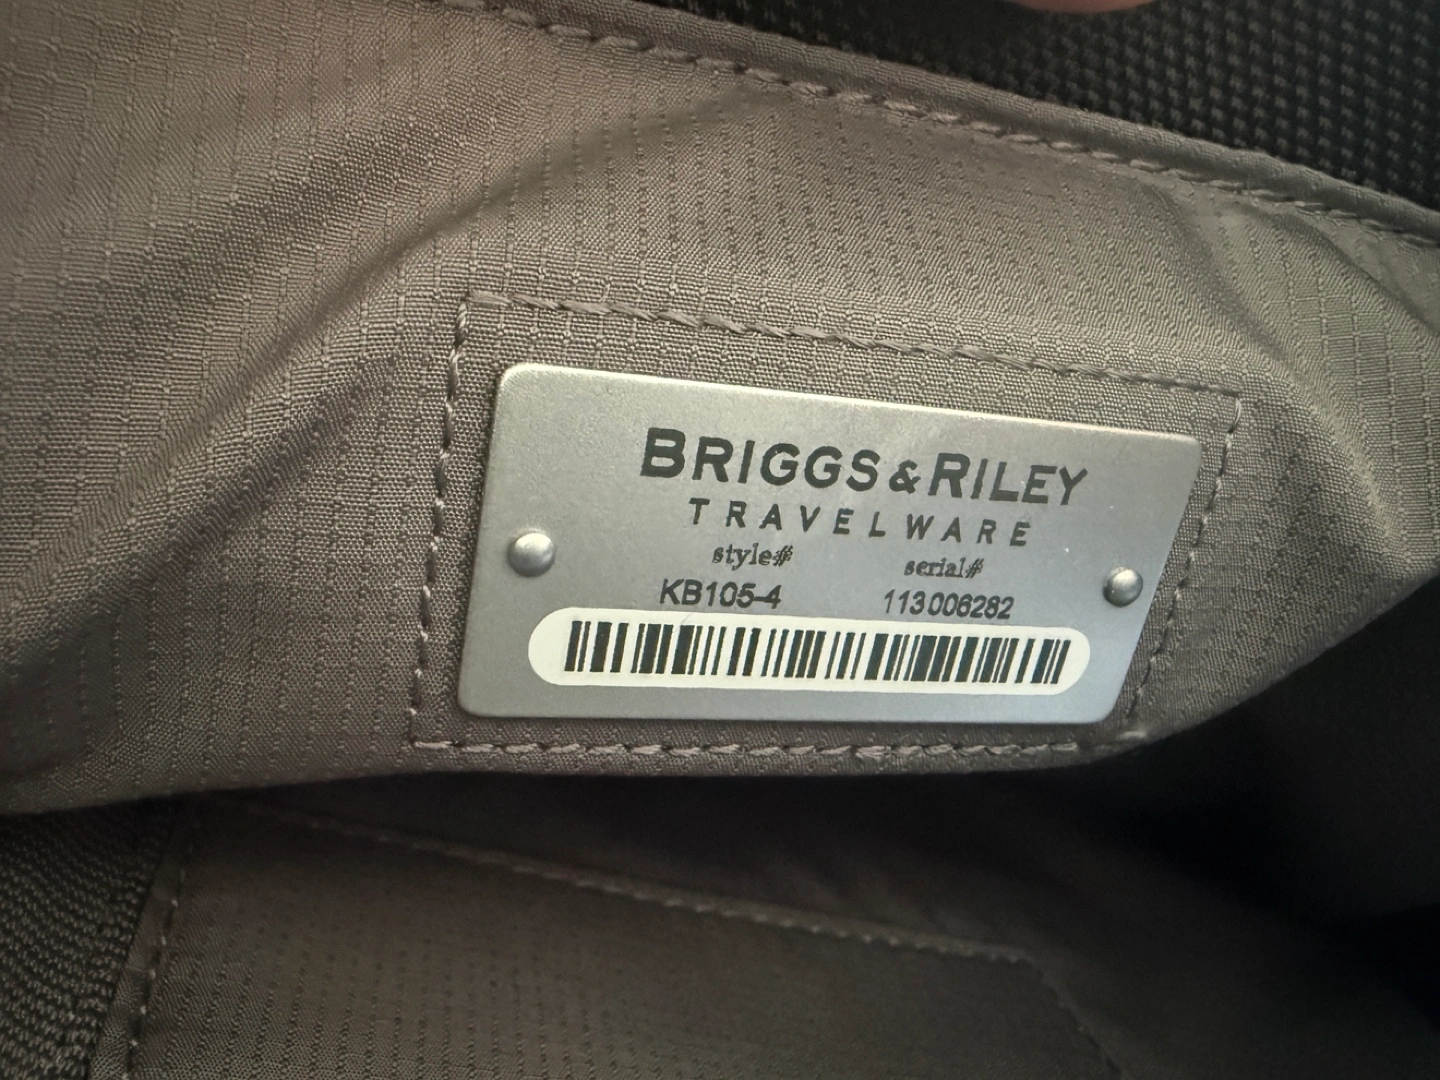 BRIGGS & RILEY
TRAVELWARE
style# serial#
KB105-4 113006282